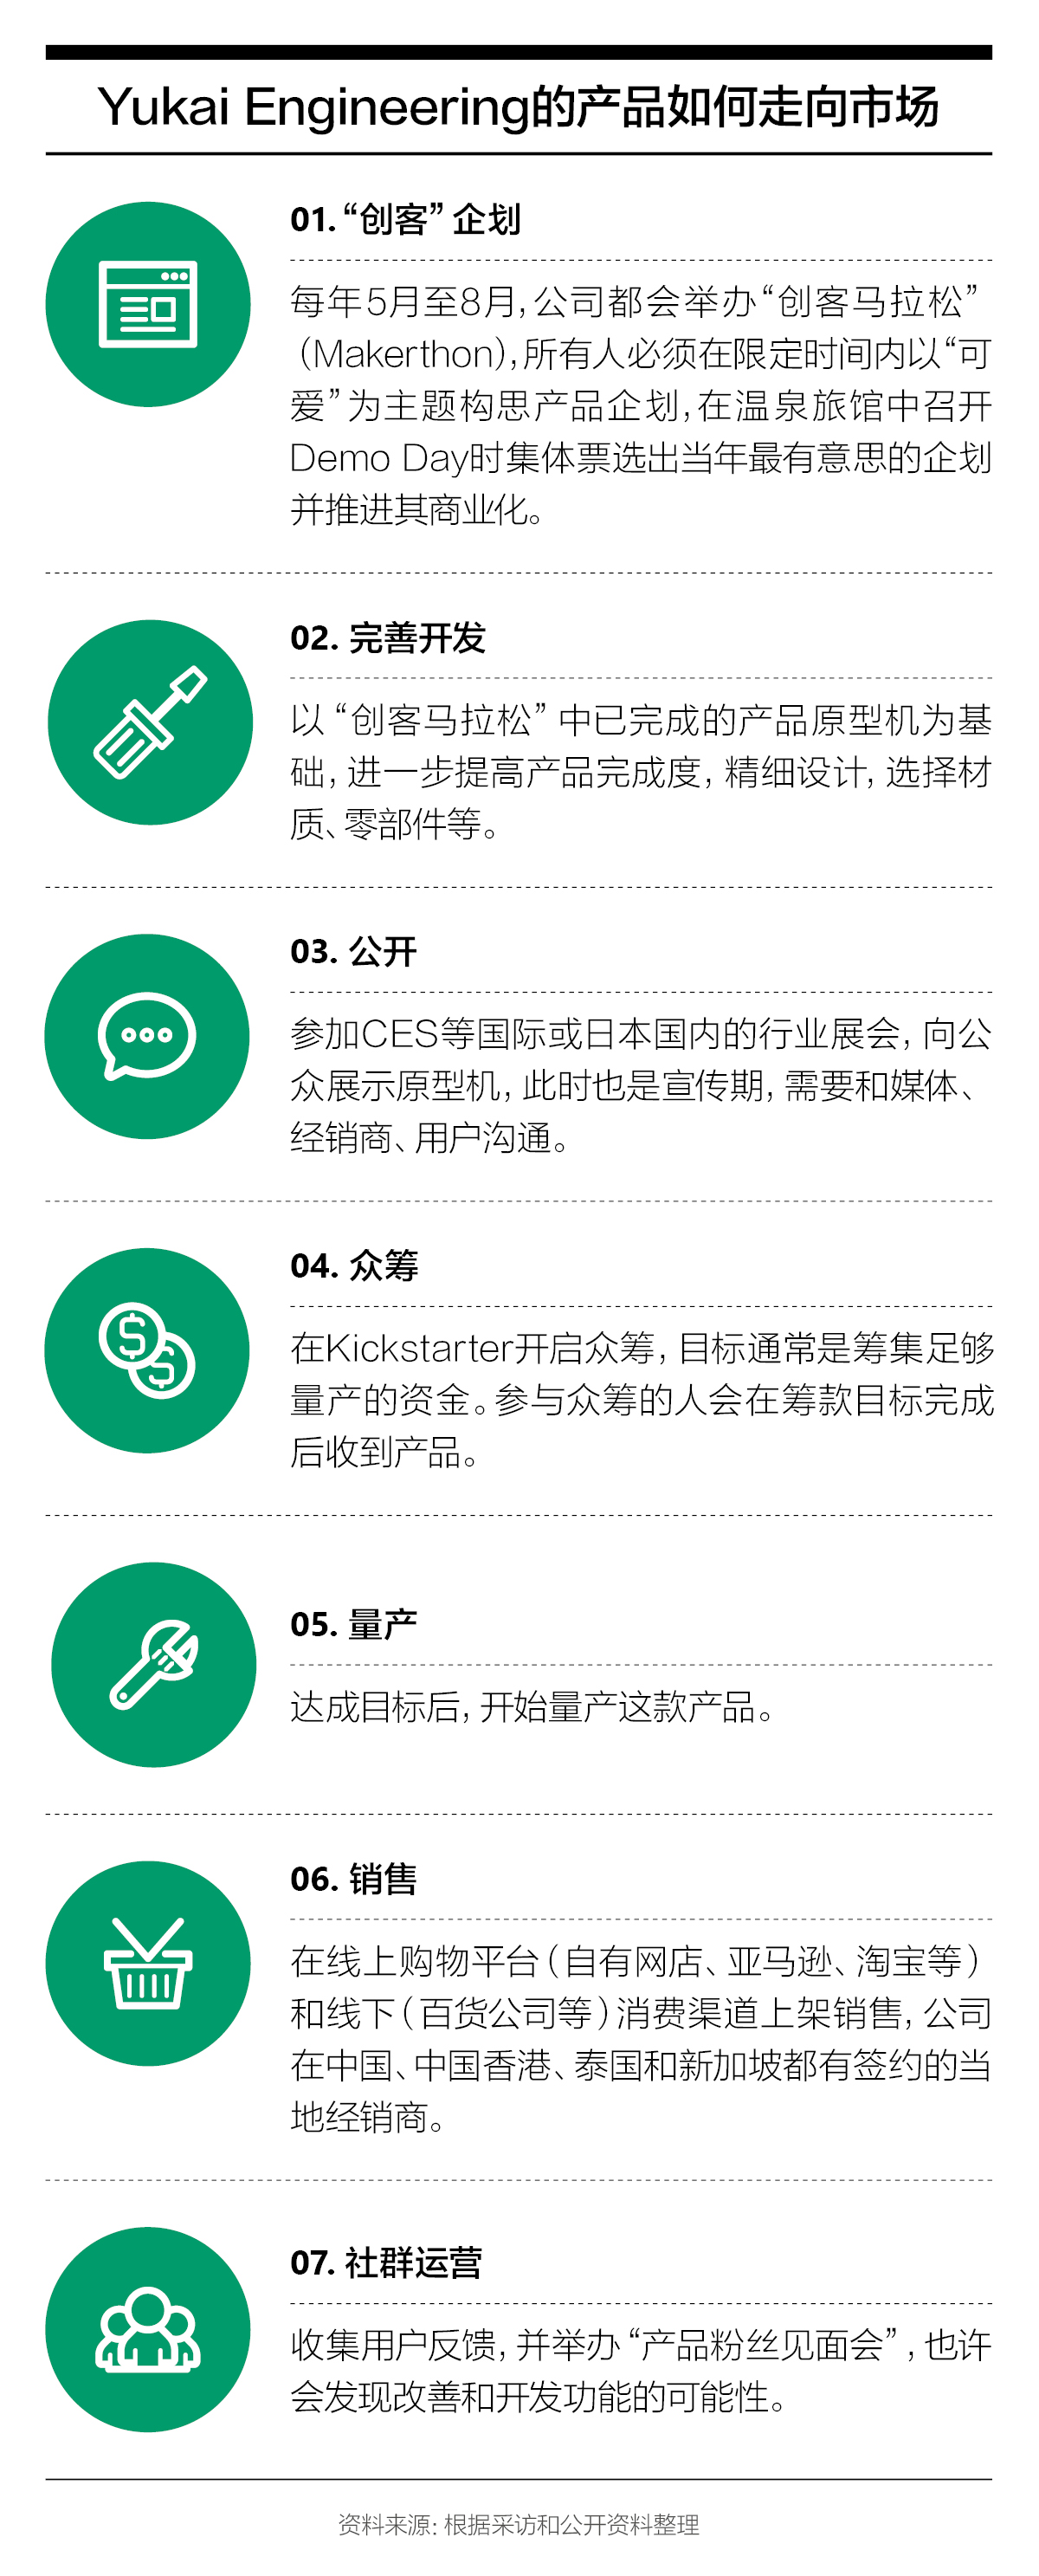 Yukai Engineering的产品如何走向市场
01.“创客”企划
每年5月至8月,公司都会举办“创客马拉松”
(Makerthon),所有人必须在限定时间内以“可
爱”为主题构思产品企划,在温泉旅馆中召开
Demo Day时集体票选出当年最有意思的企划
并推进其商业化。
02. 完善开发
以“创客马拉松”中已完成的产品原型机为基
础,进一步提高产品完成度,精细设计,选择材
质、零部件等。
03. 公开
参加CES等国际或日本国内的行业展会,向公
众展示原型机,此时也是宣传期,需要和媒体、
经销商、用户沟通。
04. 众筹
在Kickstarter开启众筹,目标通常是筹集足够
量产的资金。参与众筹的人会在筹款目标完成
后收到产品。
05. 量产
达成目标后,开始量产这款产品。
06. 销售
在线上购物平台(自有网店、亚马逊、淘宝等)
和线下(百货公司等)消费渠道上架销售,公司
在中国、中国香港、泰国和新加坡都有签约的当
地经销商。
07. 社群运营
收集用户反馈,并举办“产品粉丝见面会”,也许
会发现改善和开发功能的可能性。
资料来源:根据采访和公开资料整理